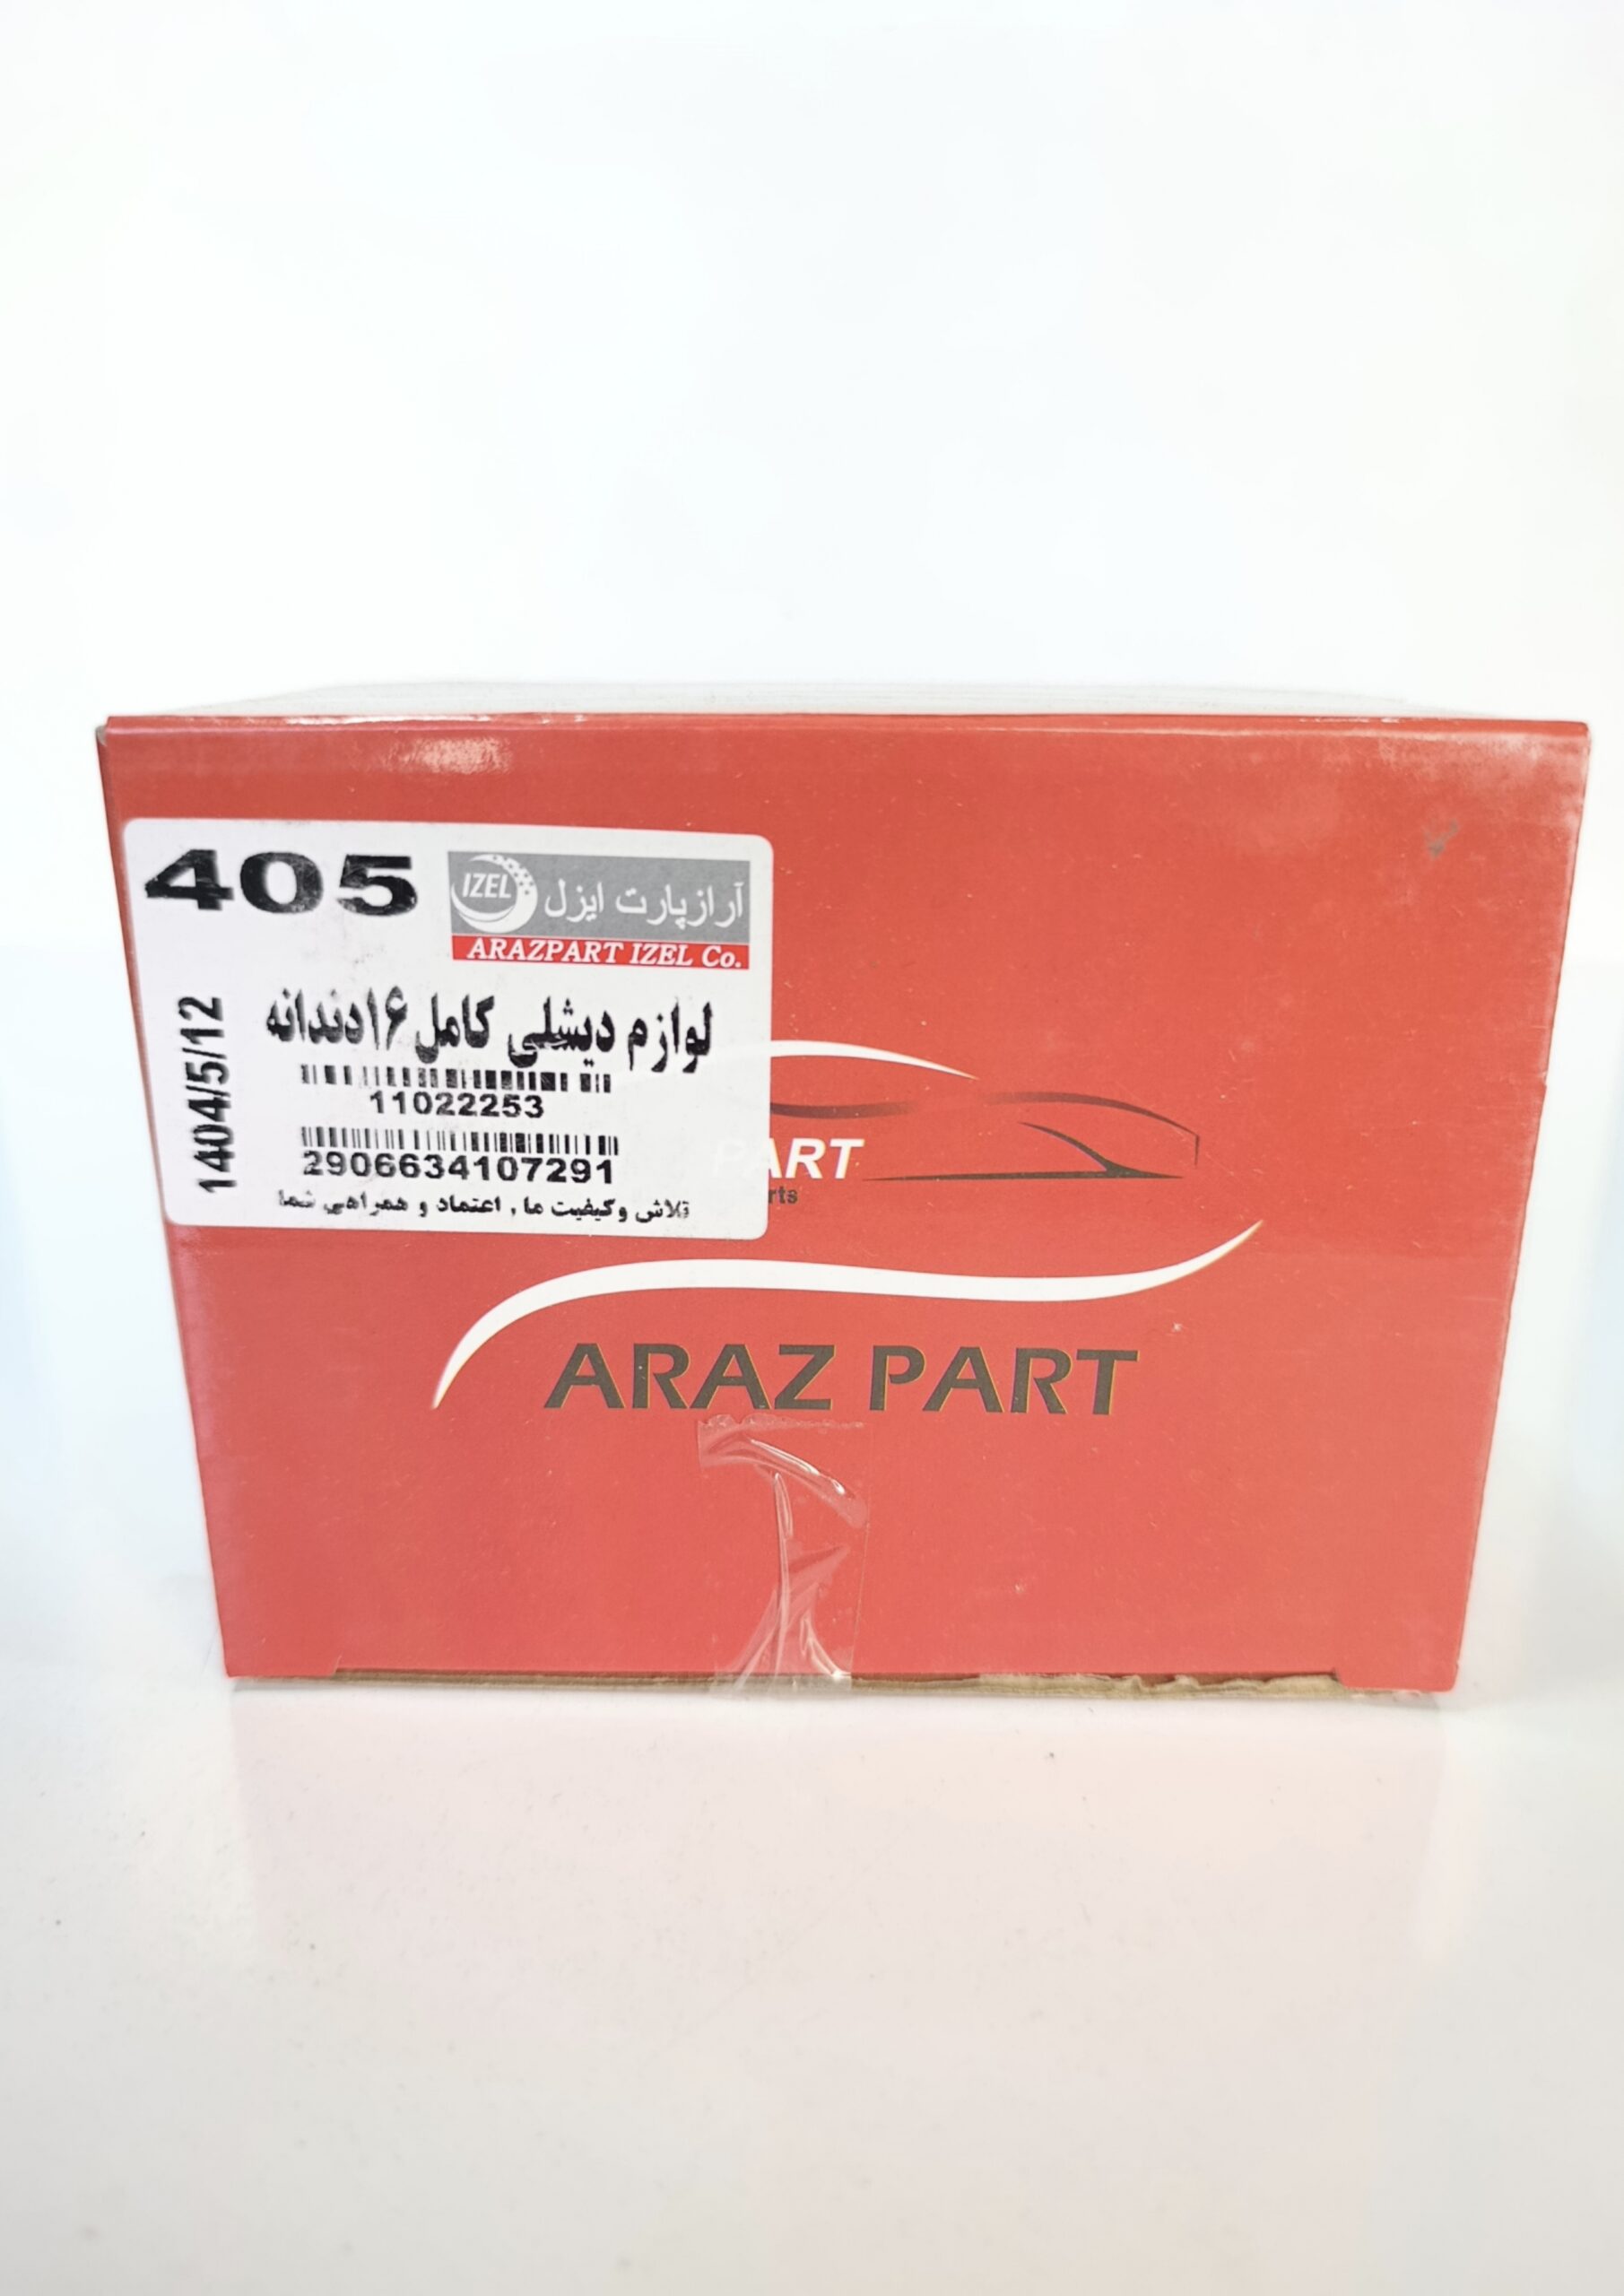 405
IZEL
آرازپارت ایزل
ARAZPART IZEL Co.
لوازم دیشلی کامل ۱۶دندانه
1404/5/12
11022253
2906634107291
تلاش وکیفیت ما , اعتماد و همراهی شما
PART
ARAZ PART